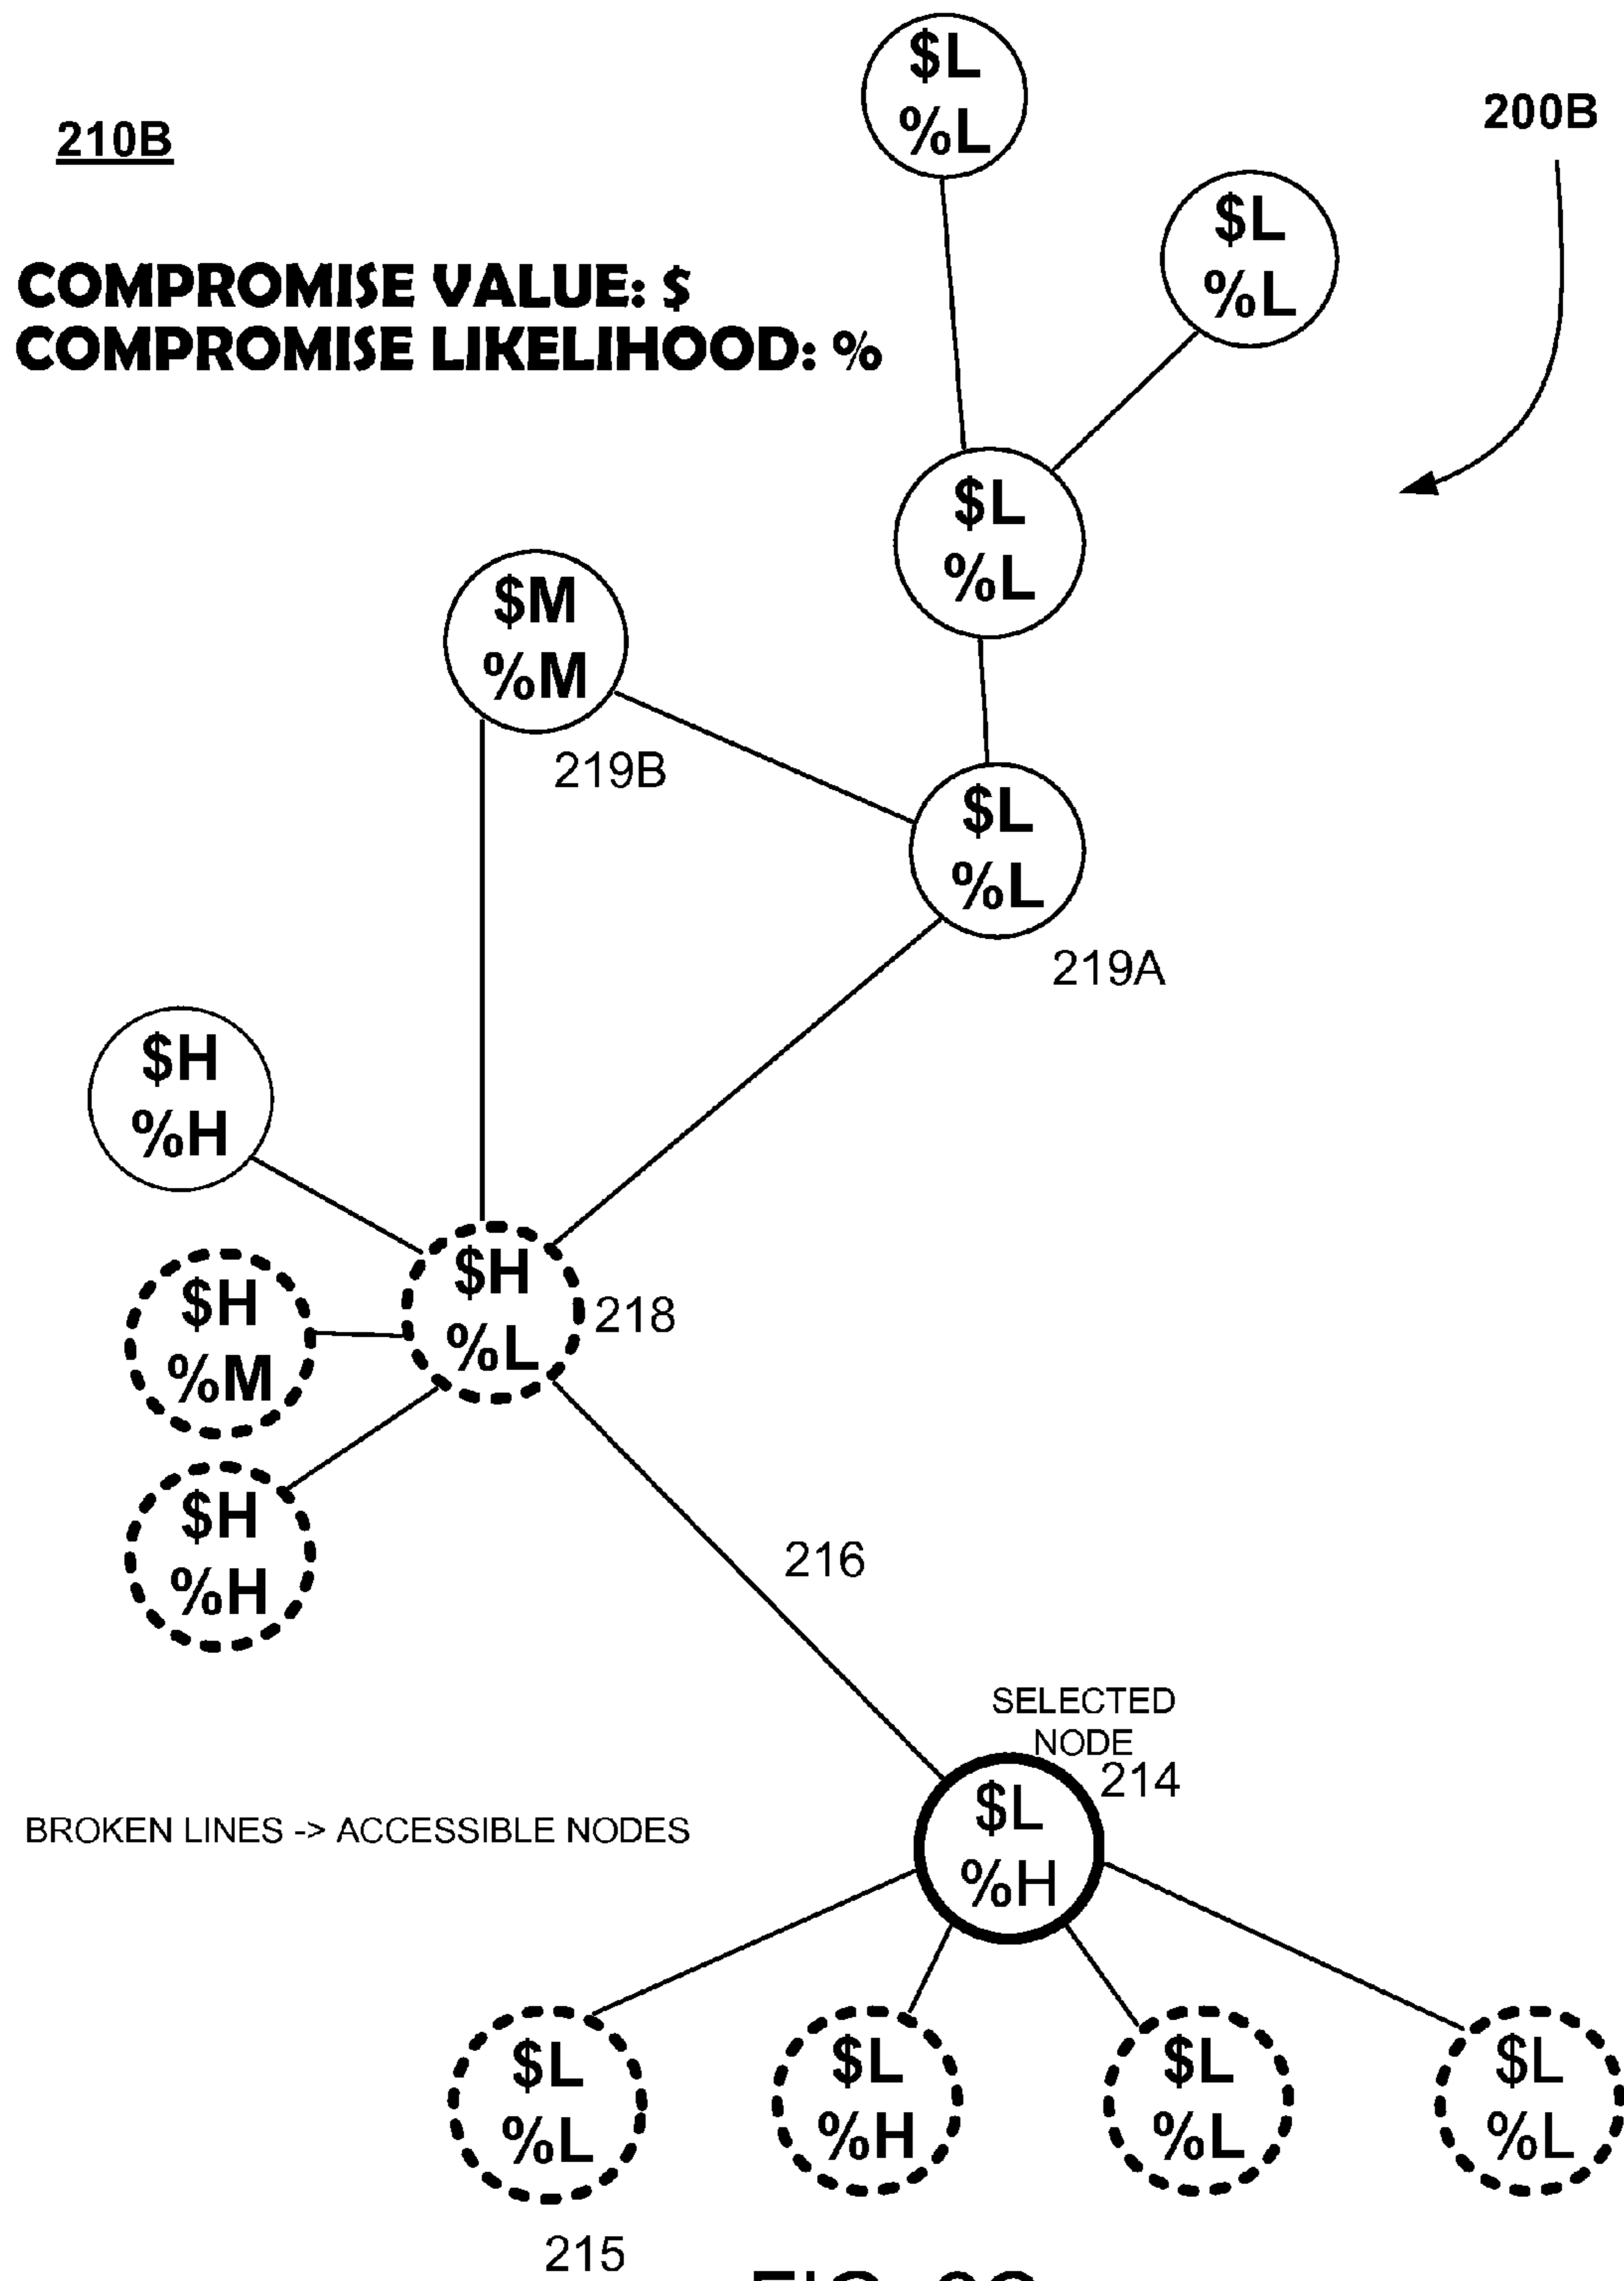 $L
%L
210B
200B
$L
%L
COMPROMISE VALUE: $
COMPROMISE LIKELIHOOD: %
$L
%L
$M
%M
219B
$L
%L
219A
$H
%H
$H
%L
218
$H
%M
$H
%H
216
SELECTED
NODE
214
$L
%H
BROKEN LINES -> ACCESSIBLE NODES
$L
%L
$L
%H
$L
%L
$L
%L
215